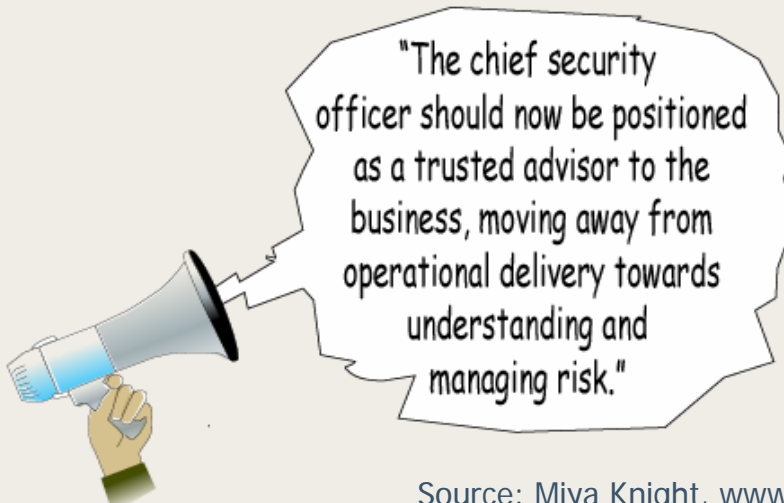 "The chief security
officer should now be positioned
as a trusted advisor to the
business, moving away from
operational delivery towards
understanding and
managing risk."
Source: Miya Knight, www